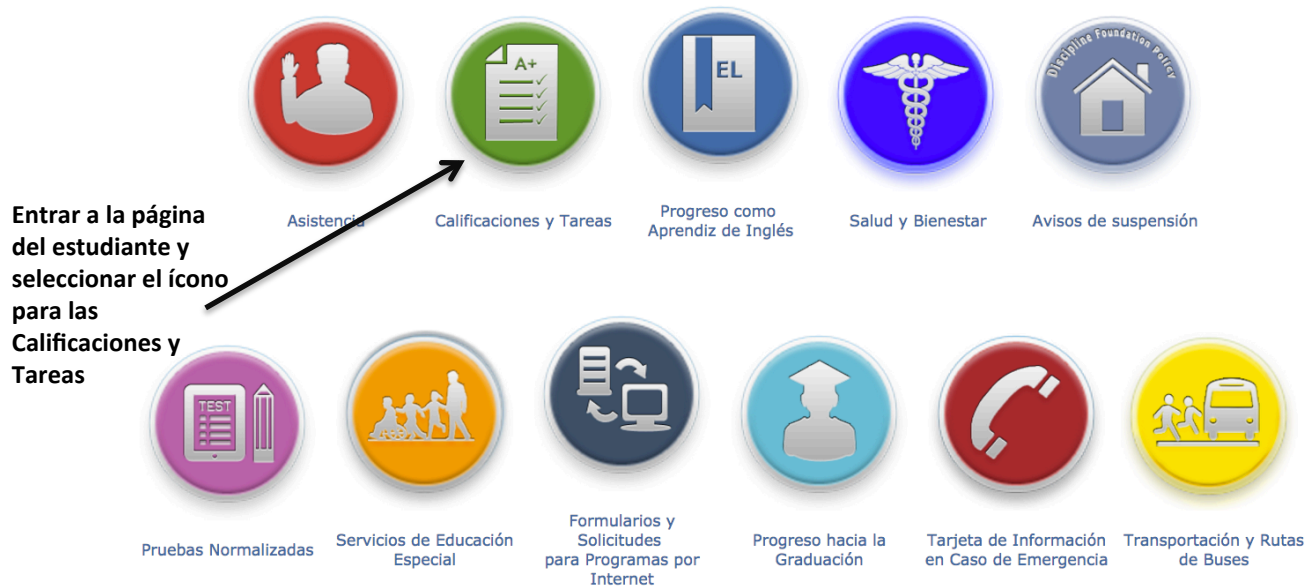 Discipline Foundation Policy
A+
EL
Asistencia
Calificaciones y Tareas
Progreso como
Aprendiz de Inglés
Salud y Bienestar
Avisos de suspensión
Entrar a la página
del estudiante y
seleccionar el ícono
para las
Calificaciones y
Tareas
TEST
Pruebas Normalizadas
Servicios de Educación
Especial
Formularios y
Solicitudes
para Programas por
Internet
Progreso hacia la
Graduación
Tarjeta de Información
en Caso de Emergencia
Transportación y Rutas
de Buses